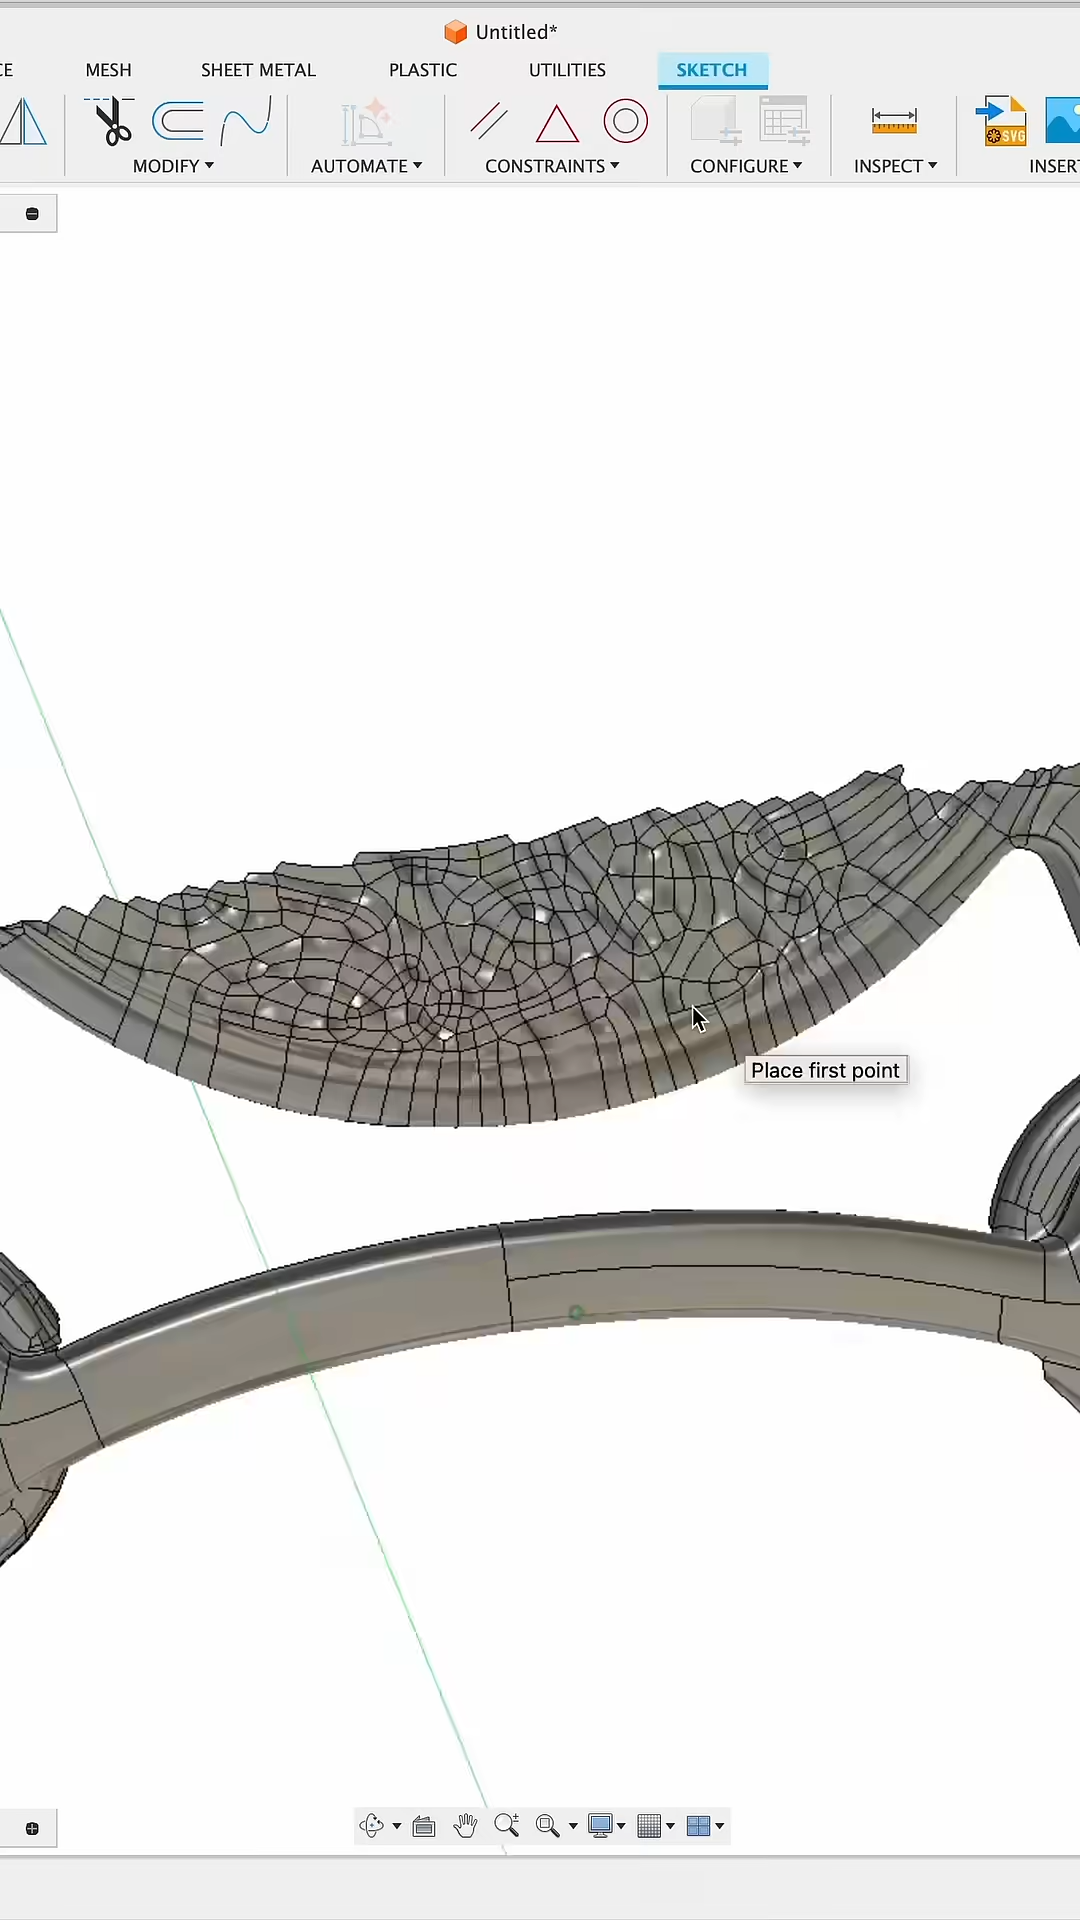 Untitled*
CE MESH SHEET METAL PLASTIC UTILITIES SKETCH
SVG
MODIFY AUTOMATE CONSTRAINTS CONFIGURE INSPECT INSERT
Place first point